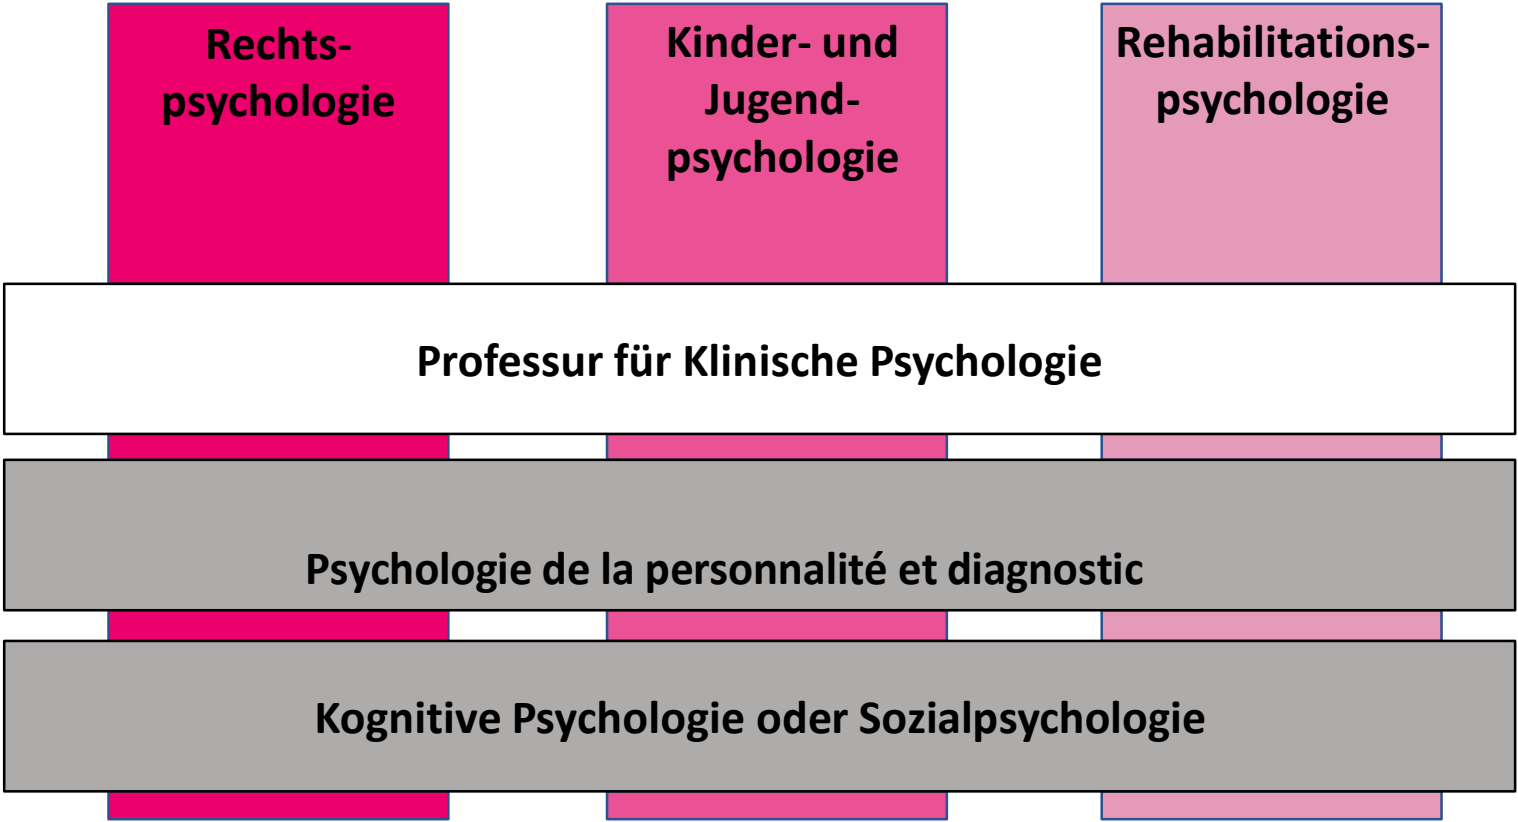 Rechts-
psychologie
Kinder- und
Jugend-
psychologie
Rehabilitations-
psychologie
Professur für Klinische Psychologie
Psychologie de la personnalité et diagnostic
Kognitive Psychologie oder Sozialpsychologie